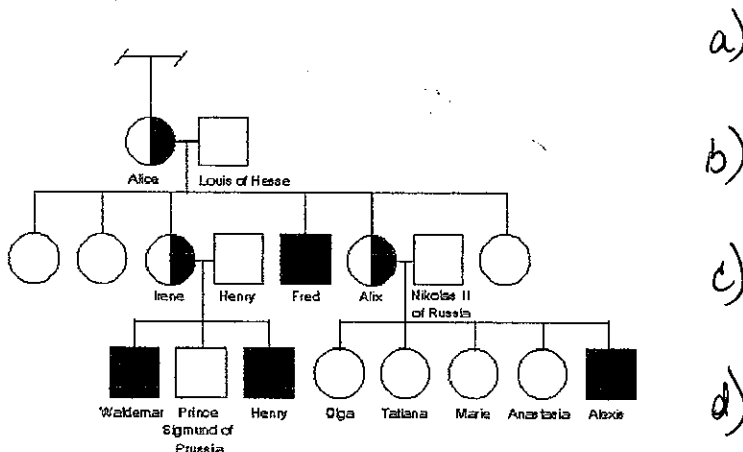 a)
Alice Louis of Hesse
b)
Irene Henry Fred Alix Nikolas II
of Russia
c)
Waldemar Prince Henry Olga Tatiana Marie Anastasia Alexis
Sigmund of
Prussia
d)